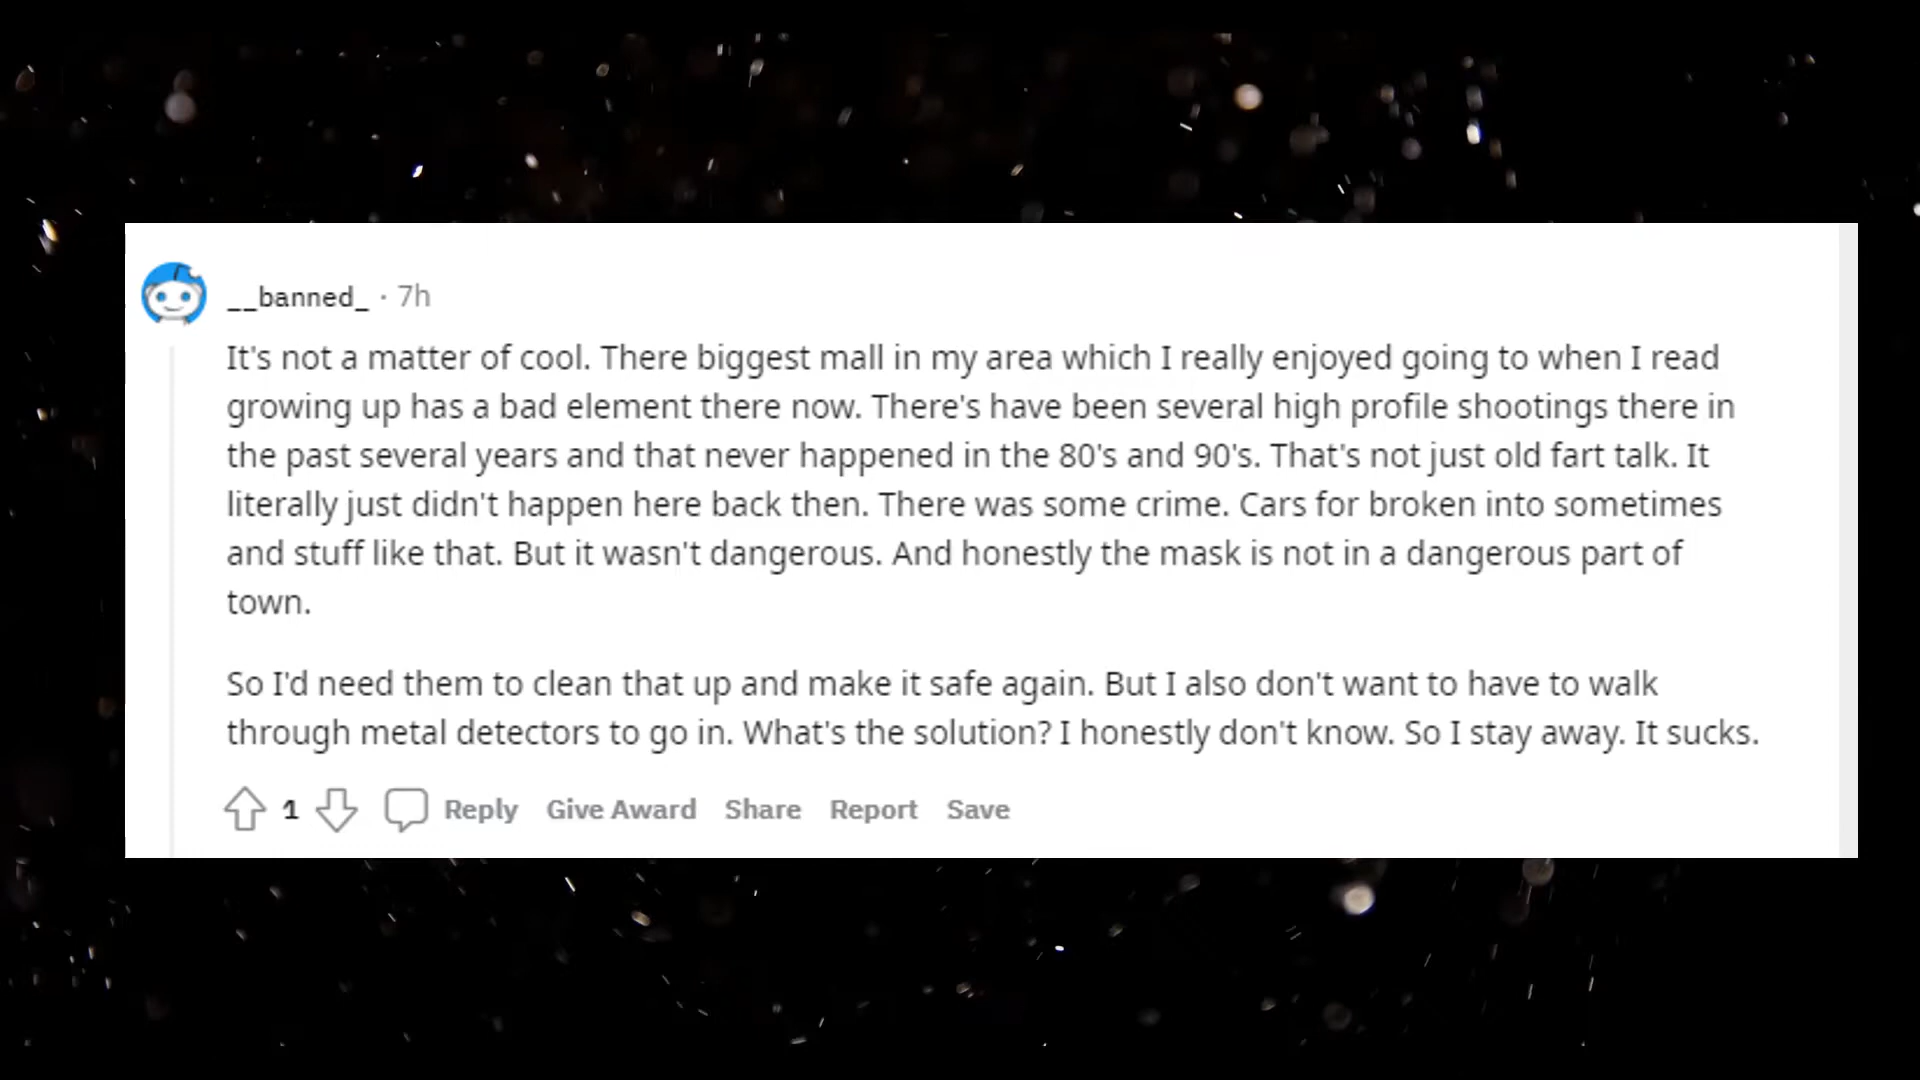 __banned_ · 7h
It's not a matter of cool. There biggest mall in my area which I really enjoyed going to when I read
growing up has a bad element there now. There's have been several high profile shootings there in
the past several years and that never happened in the 80's and 90's. That's not just old fart talk. It
literally just didn't happen here back then. There was some crime. Cars for broken into sometimes
and stuff like that. But it wasn't dangerous. And honestly the mask is not in a dangerous part of
town.
So I'd need them to clean that up and make it safe again. But I also don't want to have to walk
through metal detectors to go in. What's the solution? I honestly don't know. So I stay away. It sucks.
1 Reply Give Award Share Report Save